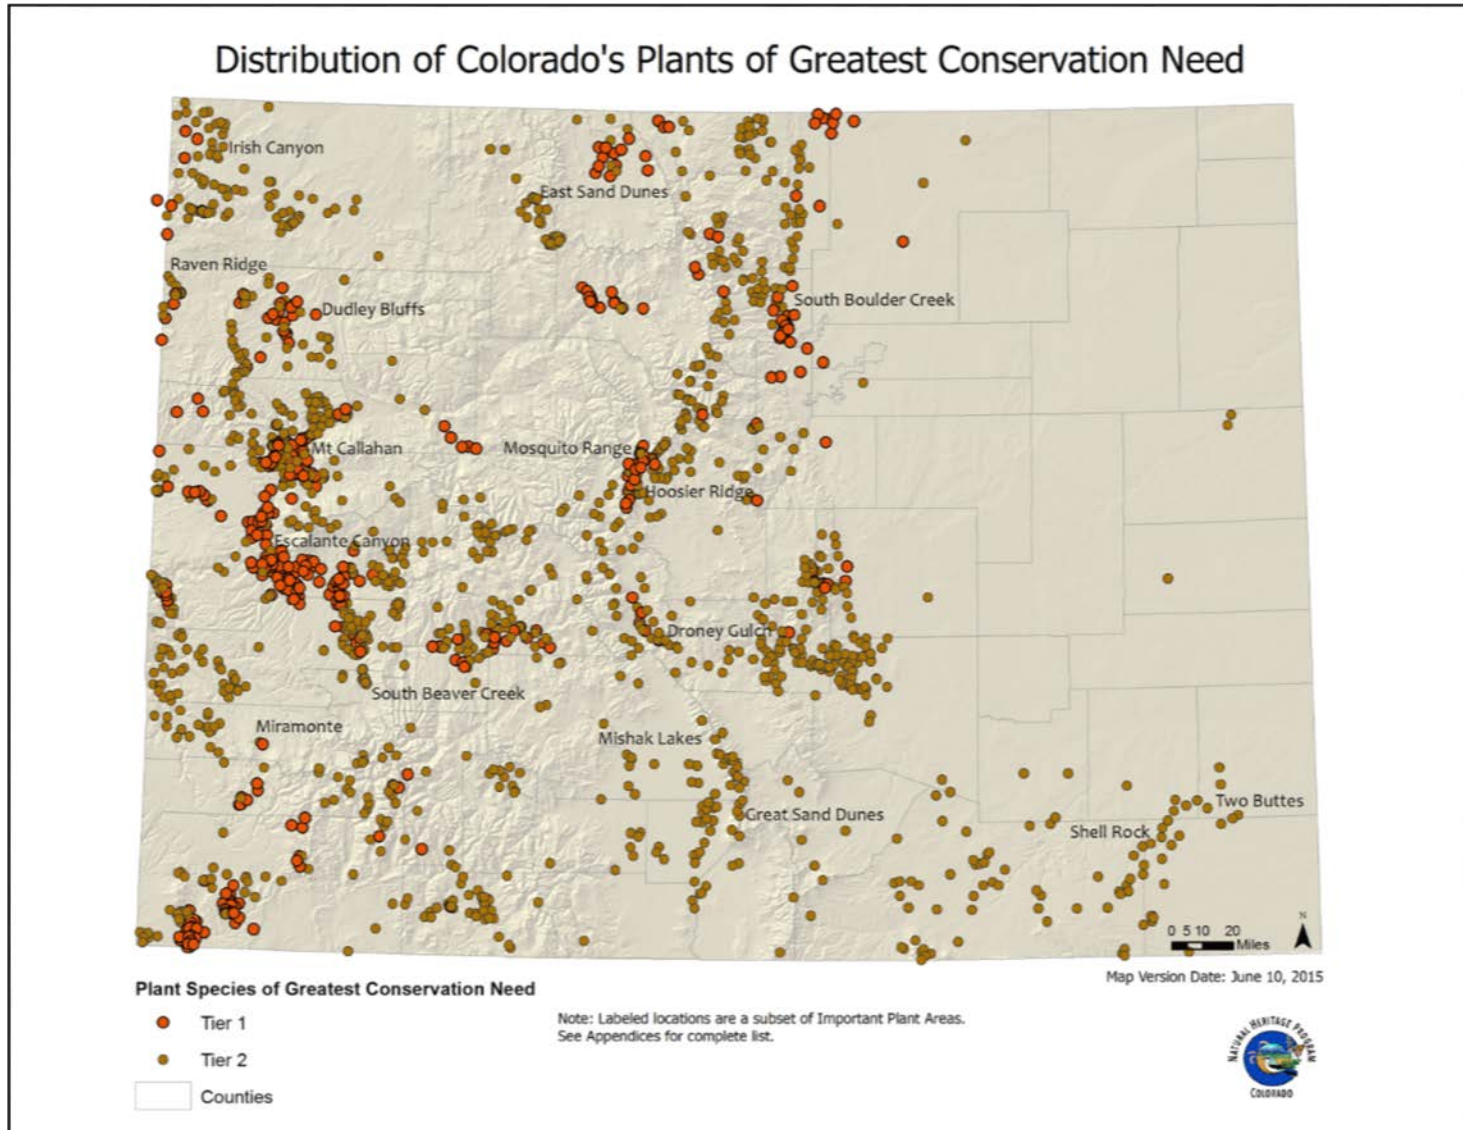 Distribution of Colorado's Plants of Greatest Conservation Need
Irish Canyon
East Sand Dunes
Raven Ridge
Dudley Bluffs
South Boulder Creek
Mt Callahan
Mosquito Range
Hoosier Ridge
Escalante Canyon
Droney Gulch
South Beaver Creek
Miramonte
Mishak Lakes
Great Sand Dunes
Two Buttes
Shell Rock
N
0 5 10 20
Miles
Map Version Date: June 10, 2015
Plant Species of Greatest Conservation Need
Tier 1
Tier 2
Counties
Note: Labeled locations are a subset of Important Plant Areas.
See Appendices for complete list.
NATURAL HERITAGE PROGRAM
COLORADO